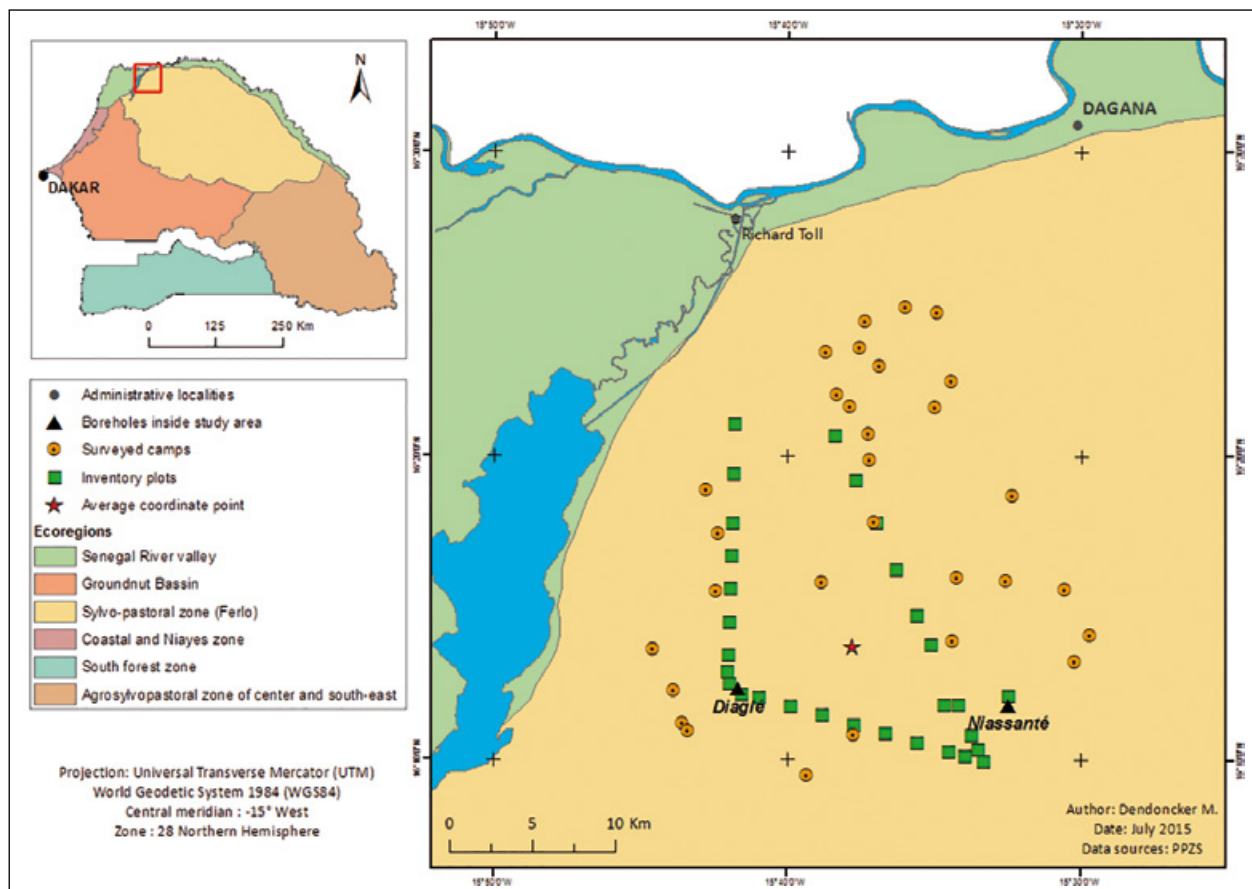 N
DAKAR
0 125 250 Km
Administrative localities
Boreholes inside study area
Surveyed camps
Inventory plots
Average coordinate point
Ecoregions
Senegal River valley
Groundnut Bassin
Sylvo-pastoral zone (Ferlo)
Coastal and Niayes zone
South forest zone
Agrosylvopastoral zone of center and south-east
Projection: Universal Transverse Mercator (UTM)
World Geodetic System 1984 (WGS84)
Central meridian : -15° West
Zone : 28 Northern Hemisphere
DAGANA
Richard Toll
Diaglé
Niassanté
0 5 10 Km
Author: Dendoncker M.
Date: July 2015
Data sources: PPZS